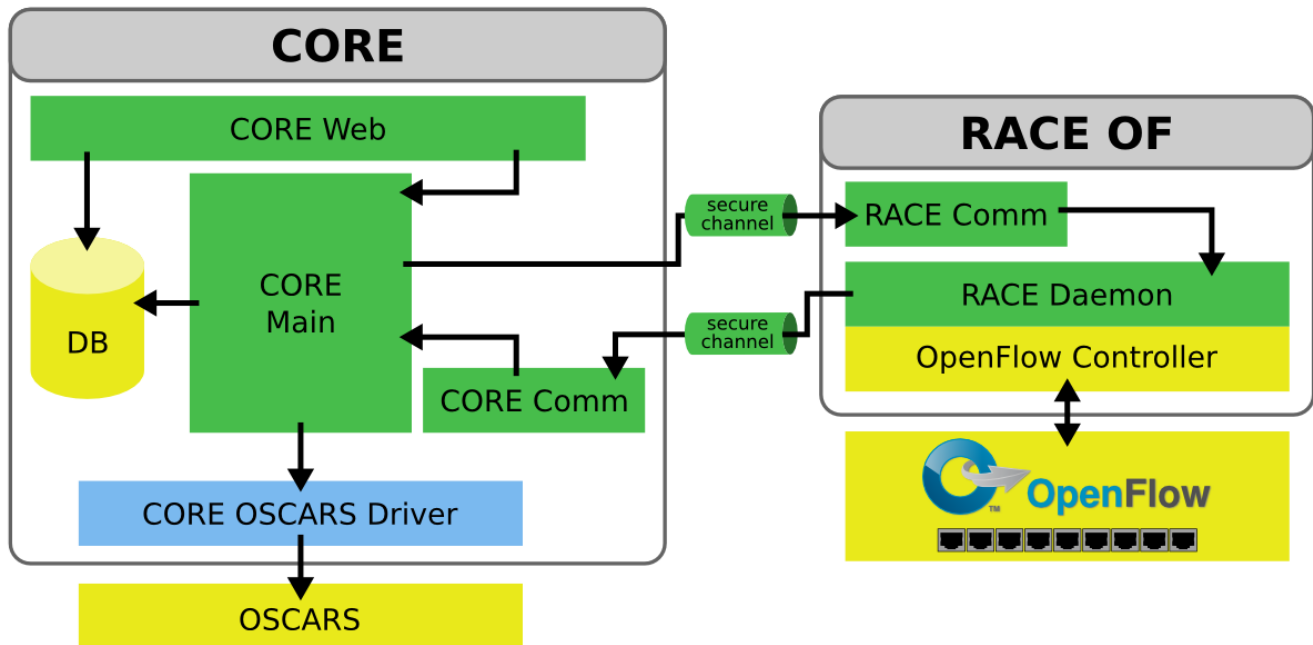 CORE
CORE Web
CORE
Main
DB
CORE Comm
CORE OSCARS Driver
OSCARS
secure
channel
secure
channel
RACE OF
RACE Comm
RACE Daemon
OpenFlow Controller
OpenFlow
TM